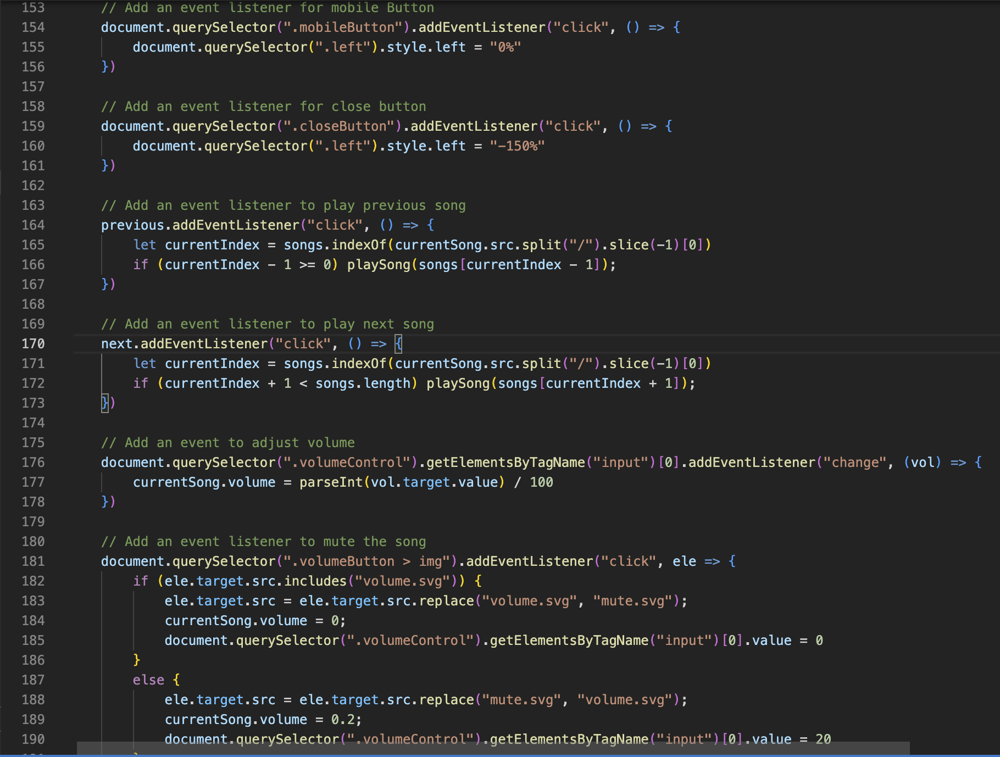 153 // Add an event listener for mobile Button
154 document.querySelector(".mobileButton").addEventListener("click", () => {
155     document.querySelector(".left").style.left = "0%"
156 })
157
158 // Add an event listener for close button
159 document.querySelector(".closeButton").addEventListener("click", () => {
160     document.querySelector(".left").style.left = "-150%"
161 })
162
163 // Add an event listener to play previous song
164 previous.addEventListener("click", () => {
165     let currentIndex = songs.indexOf(currentSong.src.split("/").slice(-1)[0])
166     if (currentIndex - 1 >= 0) playSong(songs[currentIndex - 1]);
167 })
168
169 // Add an event listener to play next song
170 next.addEventListener("click", () => {
171     let currentIndex = songs.indexOf(currentSong.src.split("/").slice(-1)[0])
172     if (currentIndex + 1 < songs.length) playSong(songs[currentIndex + 1]);
173 })
174
175 // Add an event to adjust volume
176 document.querySelector(".volumeControl").getElementsByTagName("input")[0].addEventListener("change", (vol) => {
177     currentSong.volume = parseInt(vol.target.value) / 100
178 })
179
180 // Add an event listener to mute the song
181 document.querySelector(".volumeButton > img").addEventListener("click", ele => {
182     if (ele.target.src.includes("volume.svg")) {
183         ele.target.src = ele.target.src.replace("volume.svg", "mute.svg");
184         currentSong.volume = 0;
185         document.querySelector(".volumeControl").getElementsByTagName("input")[0].value = 0
186     }
187     else {
188         ele.target.src = ele.target.src.replace("mute.svg", "volume.svg");
189         currentSong.volume = 0.2;
190         document.querySelector(".volumeControl").getElementsByTagName("input")[0].value = 20